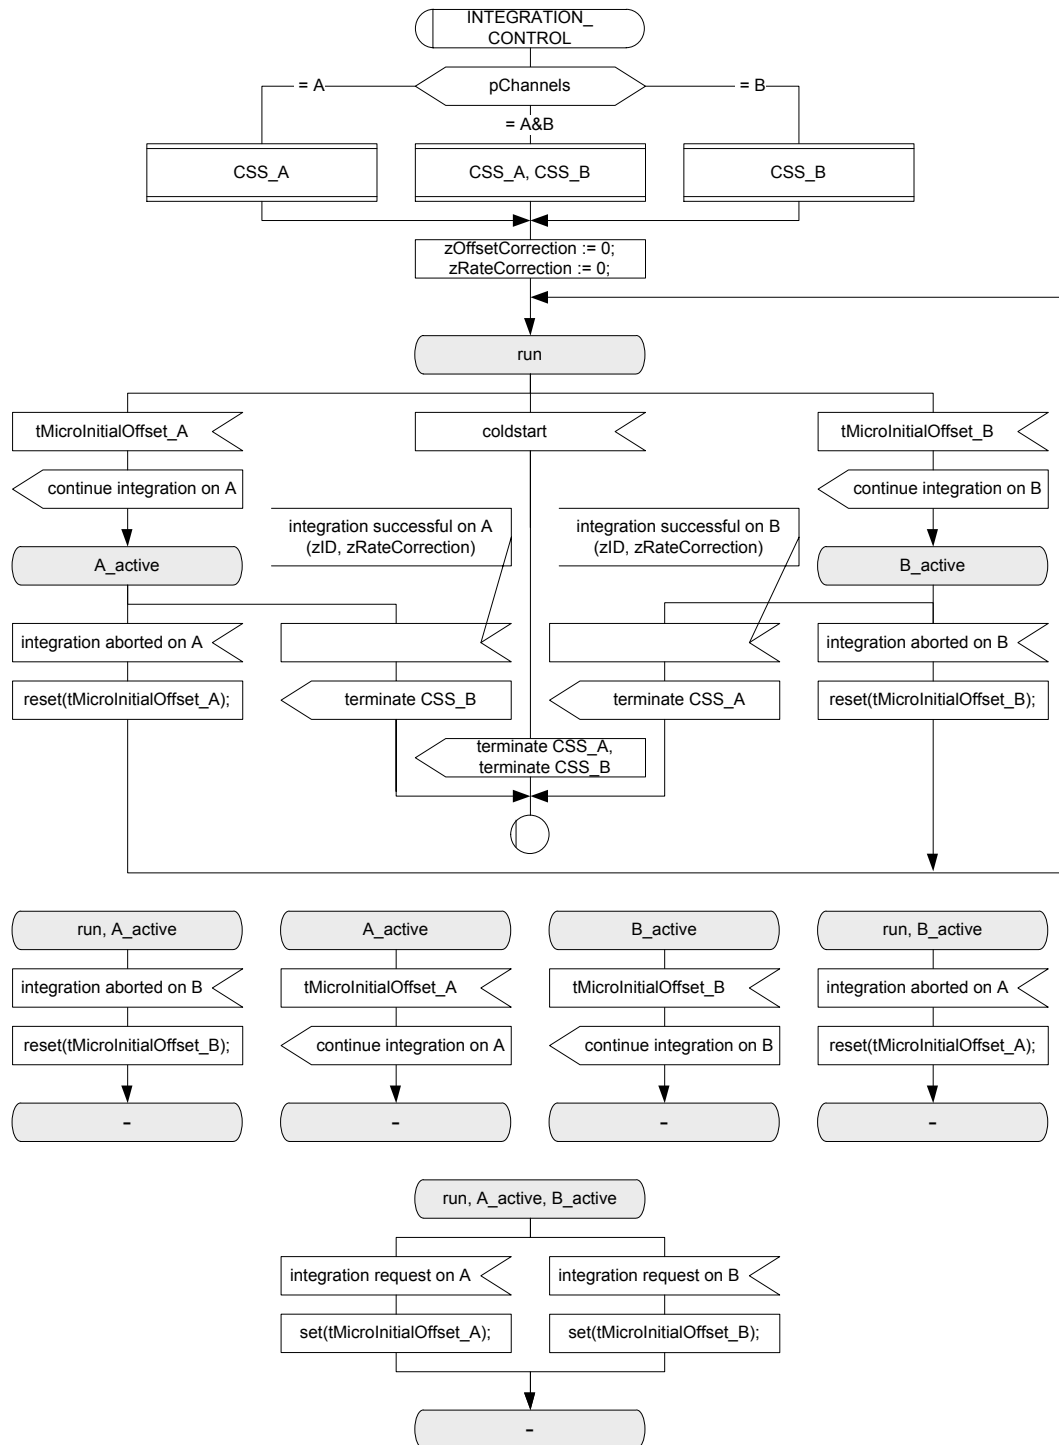 INTEGRATION_
CONTROL
pChannels
= A
= B
= A&B
CSS_A
CSS_A, CSS_B
CSS_B
zOffsetCorrection := 0;
zRateCorrection := 0;
run
tMicroInitialOffset_A
coldstart
tMicroInitialOffset_B
continue integration on A
continue integration on B
integration successful on A
(zID, zRateCorrection)
integration successful on B
(zID, zRateCorrection)
A_active
B_active
integration aborted on A
integration aborted on B
reset(tMicroInitialOffset_A);
terminate CSS_B
terminate CSS_A
reset(tMicroInitialOffset_B);
terminate CSS_A,
terminate CSS_B
run, A_active
A_active
B_active
run, B_active
integration aborted on B
tMicroInitialOffset_A
tMicroInitialOffset_B
integration aborted on A
reset(tMicroInitialOffset_B);
continue integration on A
continue integration on B
reset(tMicroInitialOffset_A);
-
-
-
-
run, A_active, B_active
integration request on A
integration request on B
set(tMicroInitialOffset_A);
set(tMicroInitialOffset_B);
-